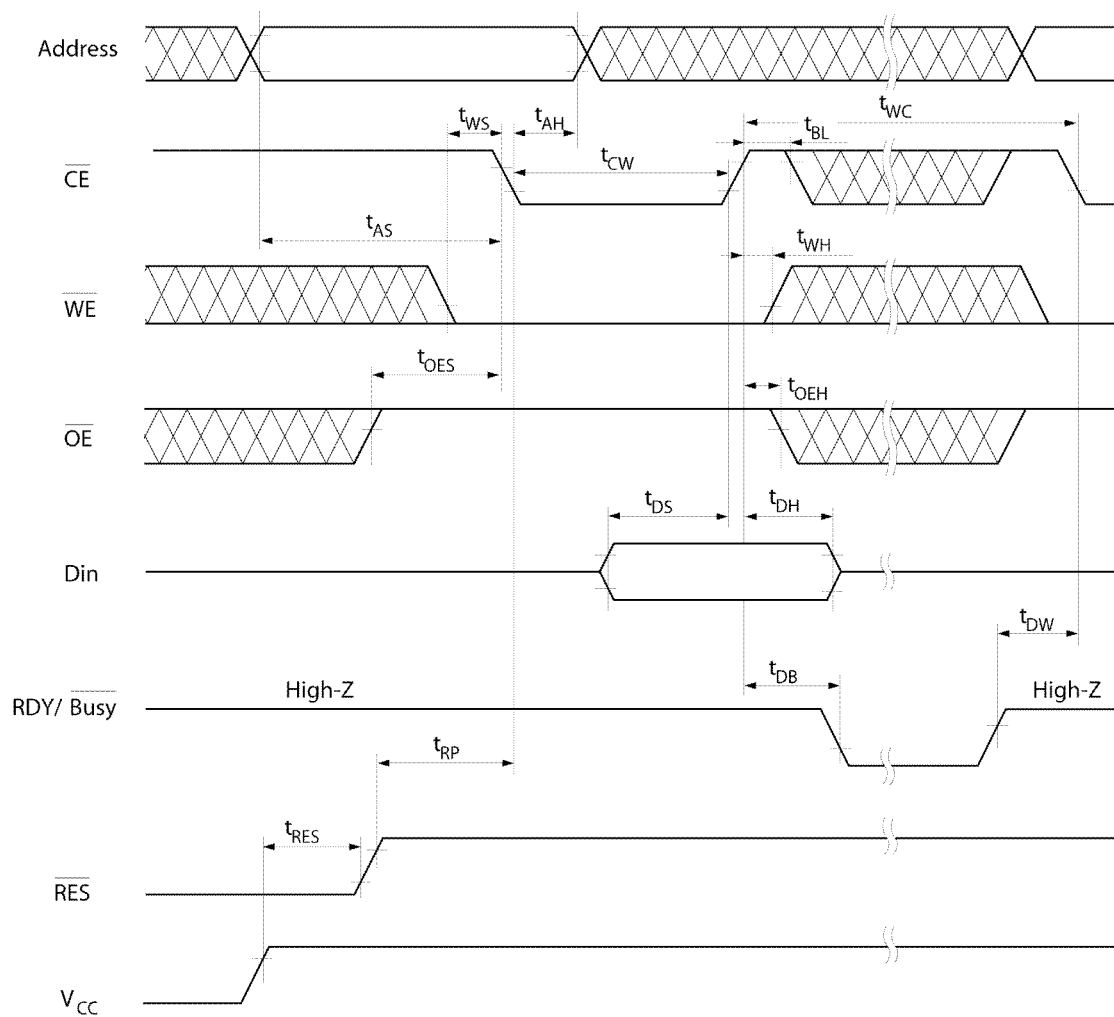 Address
tWC
tWS
tAH
tBL
CE
tCW
tAS
tWH
WE
tOES
tOEH
OE
tDS
tDH
Din
tDW
tDB
High-Z
High-Z
RDY/ Busy
tRP
tRES
RES
VCC